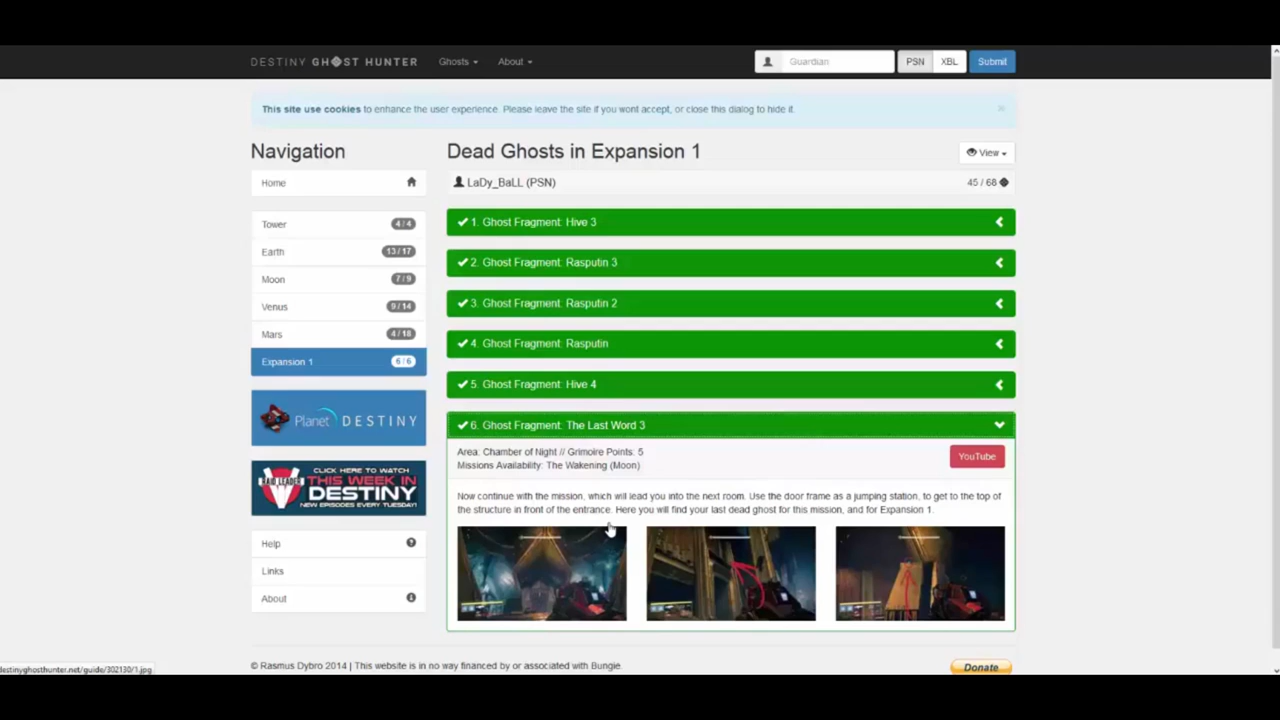 DESTINY GHOST HUNTER
Ghosts
About
Guardian
PSN
XBL
Submit
This site use cookies to enhance the user experience. Please leave the site if you wont accept, or close this dialog to hide it.
×
Navigation
Home
Tower 4/4
Earth 13/17
Moon 7/9
Venus 9/14
Mars 4/18
Expansion 1 6/6
Planet DESTINY
RAID LEADER
CLICK HERE TO WATCH
THIS WEEK IN
DESTINY
NEW EPISODES EVERY TUESDAY!
Help
Links
About
Dead Ghosts in Expansion 1
View
LaDy_BaLL (PSN)
45 / 68
1. Ghost Fragment: Hive 3
2. Ghost Fragment: Rasputin 3
3. Ghost Fragment: Rasputin 2
4. Ghost Fragment: Rasputin
5. Ghost Fragment: Hive 4
6. Ghost Fragment: The Last Word 3
Area: Chamber of Night // Grimoire Points: 5
Missions Availability: The Wakening (Moon)
YouTube
Now continue with the mission, which will lead you into the next room. Use the door frame as a jumping station, to get to the top of
the structure in front of the entrance. Here you will find your last dead ghost for this mission, and for Expansion 1.
© Rasmus Dybro 2014 | This website is in no way financed by or associated with Bungie.
Donate
destinyghosthunter.net/guide/302130/1.jpg